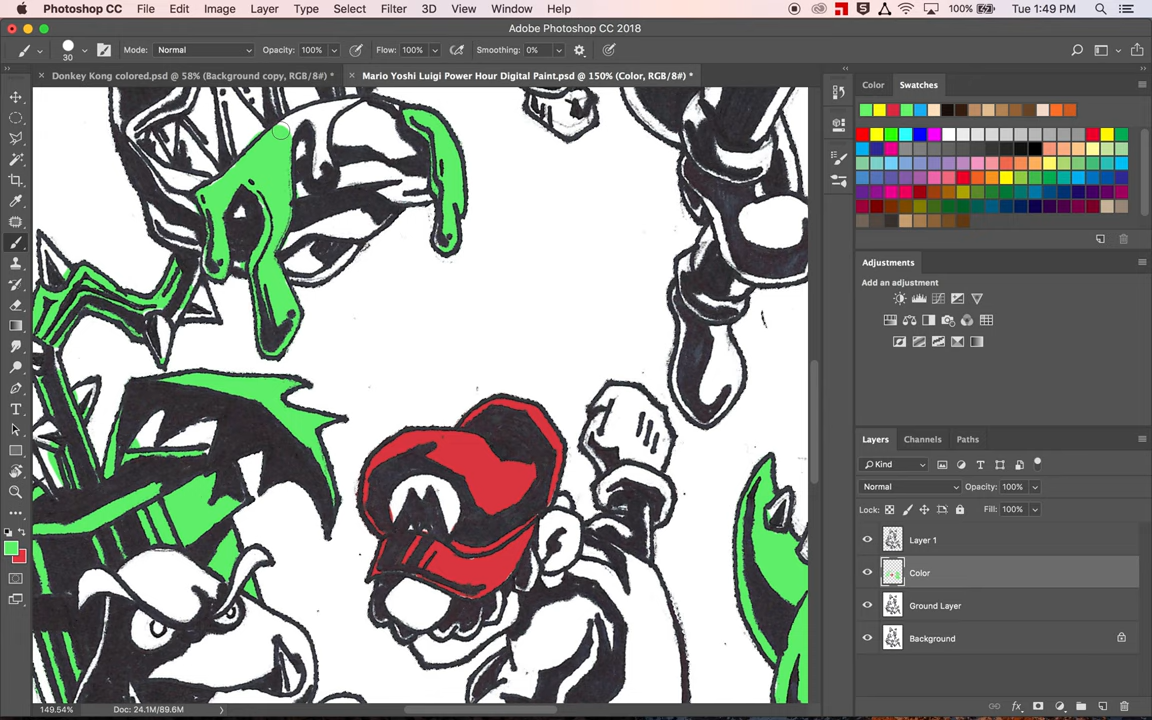 Photoshop CC File Edit Image Layer Type Select Filter 3D View Window Help 100% Tue 1:49 PM
Adobe Photoshop CC 2018
30 Mode: Normal Opacity: 100% Flow: 100% Smoothing: 0%
Donkey Kong colored.psd @ 58% (Background copy, RGB/8#) * Mario Yoshi Luigi Power Hour Digital Paint.psd @ 150% (Color, RGB/8#) *
Color Swatches
Adjustments
Add an adjustment
Layers Channels Paths
Kind
Normal Opacity: 100%
Lock: Fill: 100%
Layer 1
Color
Ground Layer
Background
M
149.54% Doc: 24.1M/89.6M